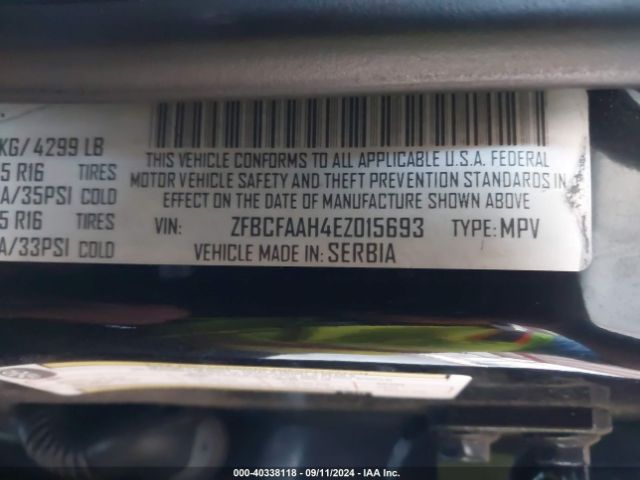 KG/ 4299 LB
5 R16 TIRES
A/35PSI COLD
5 R16 TIRES
A/33PSI COLD
THIS VEHICLE CONFORMS TO ALL APPLICABLE U.S.A. FEDERAL
MOTOR VEHICLE SAFETY AND THEFT PREVENTION STANDARDS IN
EFFECT ON THE DATE OF MANUFACTURE SHOWN ABOVE
VIN: ZFBCFAAH4EZ015693 TYPE: MPV
VEHICLE MADE IN: SERBIA
000-40338118 - 09/11/2024 - IAA Inc.